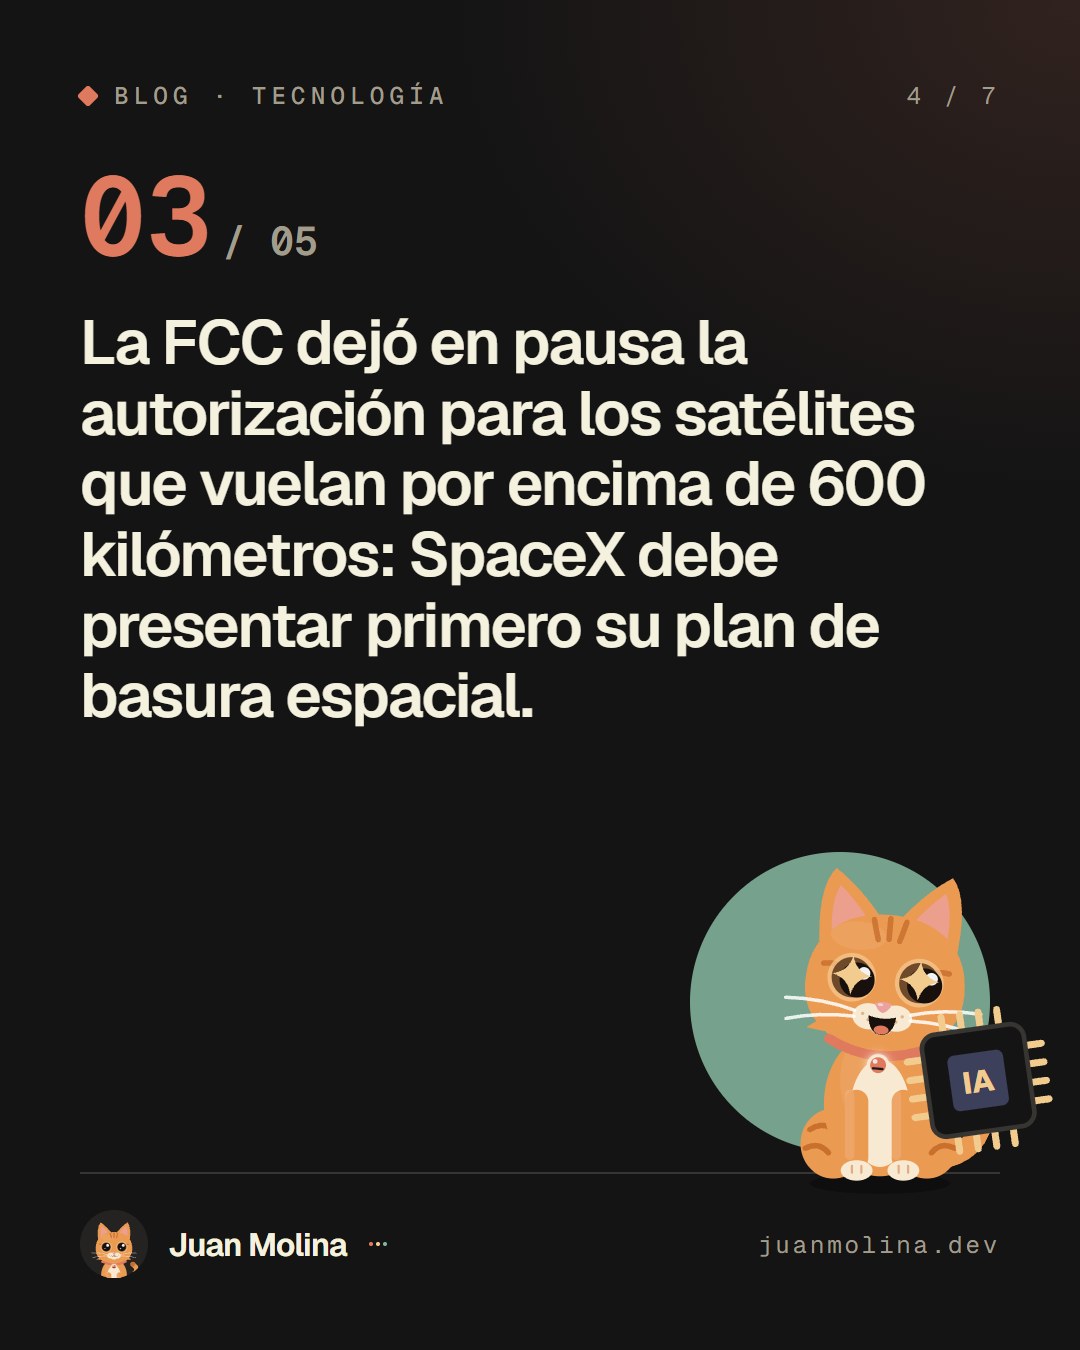 BLOG · TECNOLOGÍA
4 / 7
03 / 05
La FCC dejó en pausa la
autorización para los satélites
que vuelan por encima de 600
kilómetros: SpaceX debe
presentar primero su plan de
basura espacial.
IA
Juan Molina
juanmolina.dev